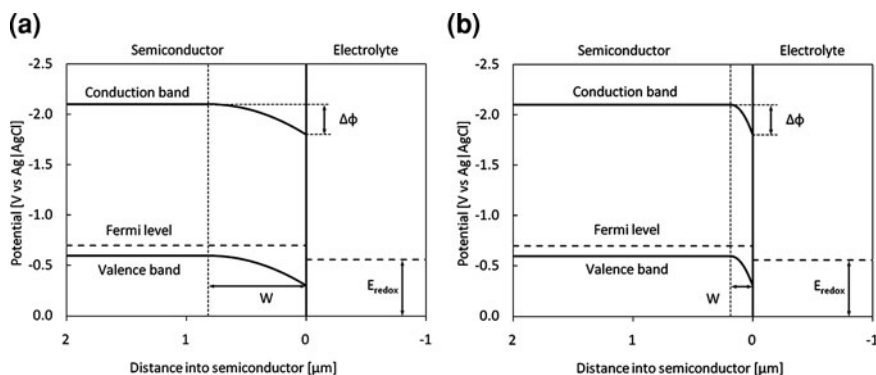 (a)
Semiconductor Electrolyte
-2.5
-2.0
-1.5
-1.0
-0.5
0.0
Potential [V vs Ag|AgCl]
Conduction band
Δϕ
Fermi level
Valence band
W
E_redox
2 1 0 -1
Distance into semiconductor [μm]
(b)
Semiconductor Electrolyte
-2.5
-2.0
-1.5
-1.0
-0.5
0.0
Potential [V vs Ag|AgCl]
Conduction band
Δϕ
Fermi level
Valence band
W
E_redox
2 1 0 -1
Distance into semiconductor [μm]